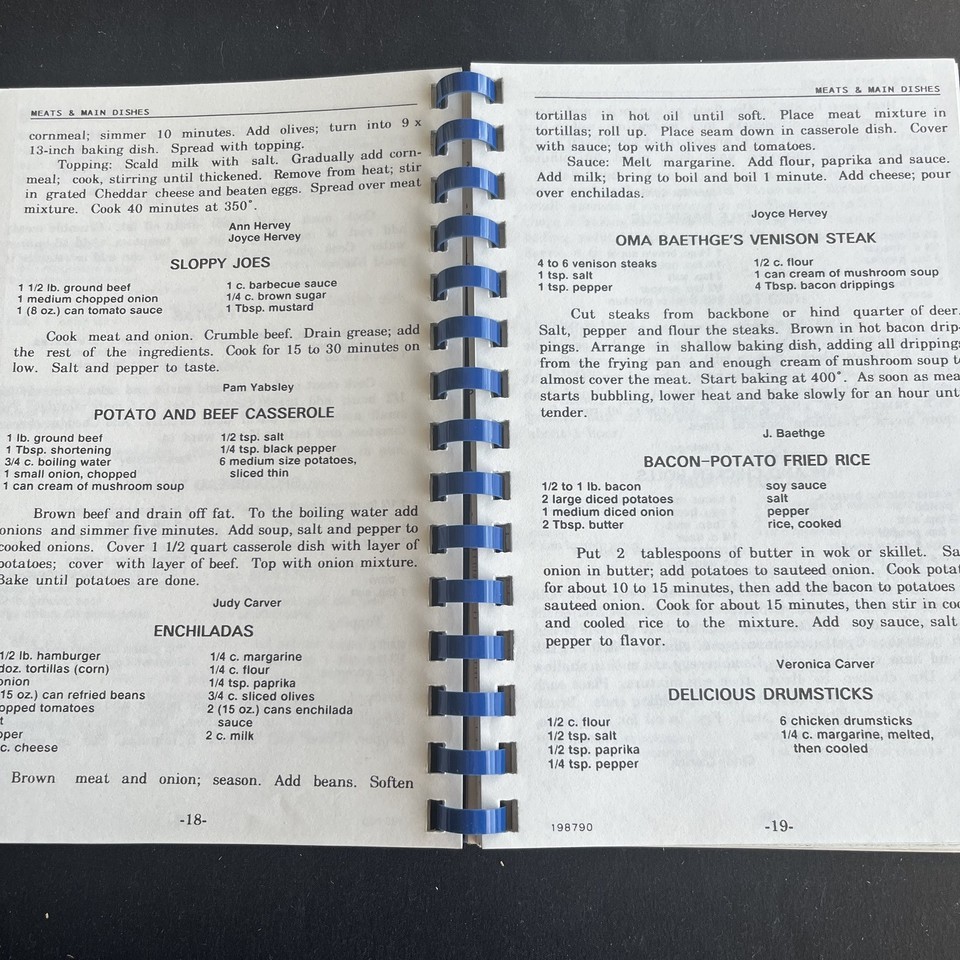 MEATS & MAIN DISHES
cornmeal; simmer 10 minutes. Add olives; turn into 9 x
13-inch baking dish. Spread with topping.
Topping: Scald milk with salt. Gradually add corn-
meal; cook, stirring until thickened. Remove from heat; stir
in grated Cheddar cheese and beaten eggs. Spread over meat
mixture. Cook 40 minutes at 350°.
Ann Hervey
Joyce Hervey
SLOPPY JOES
1 1/2 lb. ground beef
1 medium chopped onion
1 (8 oz.) can tomato sauce
1 c. barbecue sauce
1/4 c. brown sugar
1 Tbsp. mustard
Cook meat and onion. Crumble beef. Drain grease; add
the rest of the ingredients. Cook for 15 to 30 minutes on
low. Salt and pepper to taste.
Pam Yabsley
POTATO AND BEEF CASSEROLE
1 lb. ground beef
1 Tbsp. shortening
3/4 c. boiling water
1 small onion, chopped
1 can cream of mushroom soup
1/2 tsp. salt
1/4 tsp. black pepper
6 medium size potatoes,
sliced thin
Brown beef and drain off fat. To the boiling water add
onions and simmer five minutes. Add soup, salt and pepper to
cooked onions. Cover 1 1/2 quart casserole dish with layer of
potatoes; cover with layer of beef. Top with onion mixture.
Bake until potatoes are done.
Judy Carver
ENCHILADAS
1/2 lb. hamburger
doz. tortillas (corn)
onion
(15 oz.) can refried beans
opped tomatoes
t
pper
c. cheese
1/4 c. margarine
1/4 c. flour
1/4 tsp. paprika
3/4 c. sliced olives
2 (15 oz.) cans enchilada
sauce
2 c. milk
Brown meat and onion; season. Add beans. Soften
-18-
MEATS & MAIN DISHES
tortillas in hot oil until soft. Place meat mixture in
tortillas; roll up. Place seam down in casserole dish. Cover
with sauce; top with olives and tomatoes.
Sauce: Melt margarine. Add flour, paprika and sauce.
Add milk; bring to boil and boil 1 minute. Add cheese; pour
over enchiladas.
Joyce Hervey
OMA BAETHGE'S VENISON STEAK
4 to 6 venison steaks
1 tsp. salt
1 tsp. pepper
1/2 c. flour
1 can cream of mushroom soup
4 Tbsp. bacon drippings
Cut steaks from backbone or hind quarter of deer.
Salt, pepper and flour the steaks. Brown in hot bacon drip-
pings. Arrange in shallow baking dish, adding all drippings
from the frying pan and enough cream of mushroom soup t
almost cover the meat. Start baking at 400°. As soon as mea
starts bubbling, lower heat and bake slowly for an hour unt
tender.
J. Baethge
BACON-POTATO FRIED RICE
1/2 to 1 lb. bacon
2 large diced potatoes
1 medium diced onion
2 Tbsp. butter
soy sauce
salt
pepper
rice, cooked
Put 2 tablespoons of butter in wok or skillet. Sa
onion in butter; add potatoes to sauteed onion. Cook potat
for about 10 to 15 minutes, then add the bacon to potatoes
sauteed onion. Cook for about 15 minutes, then stir in coo
and cooled rice to the mixture. Add soy sauce, salt
pepper to flavor.
Veronica Carver
DELICIOUS DRUMSTICKS
1/2 c. flour
1/2 tsp. salt
1/2 tsp. paprika
1/4 tsp. pepper
6 chicken drumsticks
1/4 c. margarine, melted,
then cooled
198790
-19-